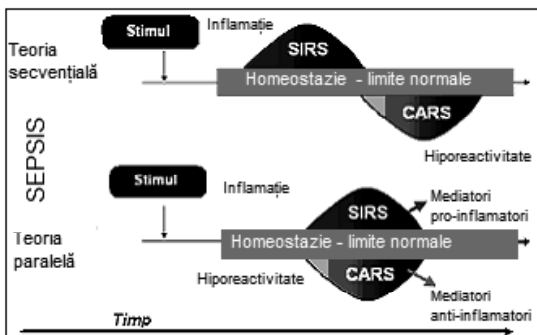 Stimul
Inflamație
Teoria
secvențială
SIRS
Homeostazie - limite normale
CARS
Hiporeactivitate
SEPSIS
Stimul
Inflamație
SIRS
Mediatori
pro-inflamatori
Teoria
paralelă
Homeostazie - limite normale
Hiporeactivitate
CARS
Mediatori
anti-inflamatori
Timp